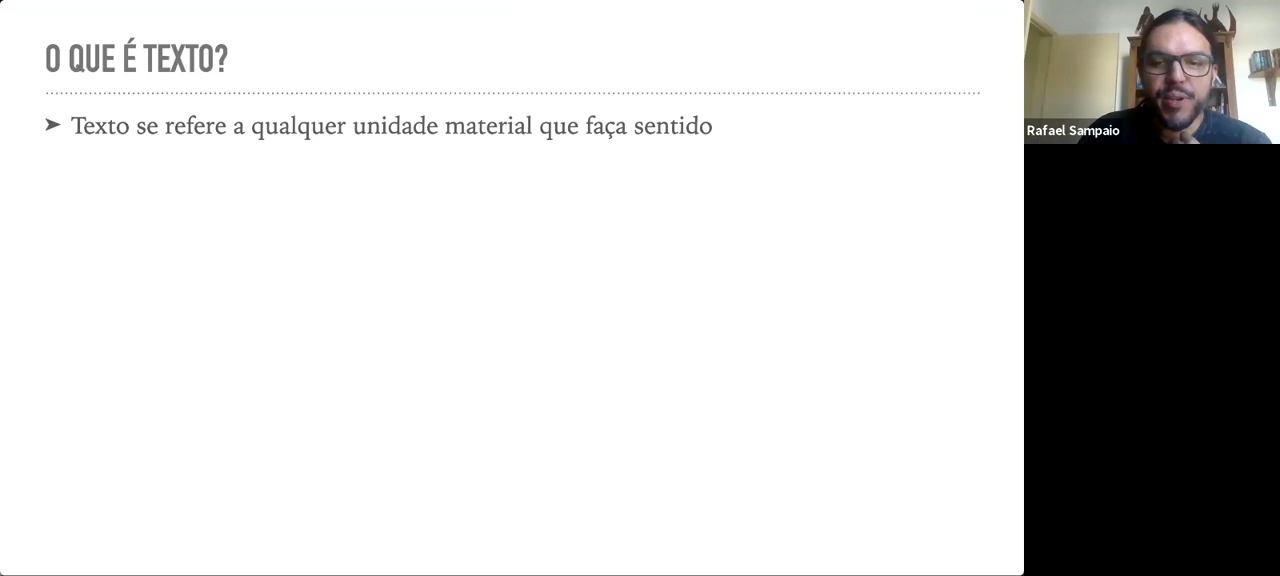 O QUE É TEXTO?
➤ Texto se refere a qualquer unidade material que faça sentido
Rafael Sampaio